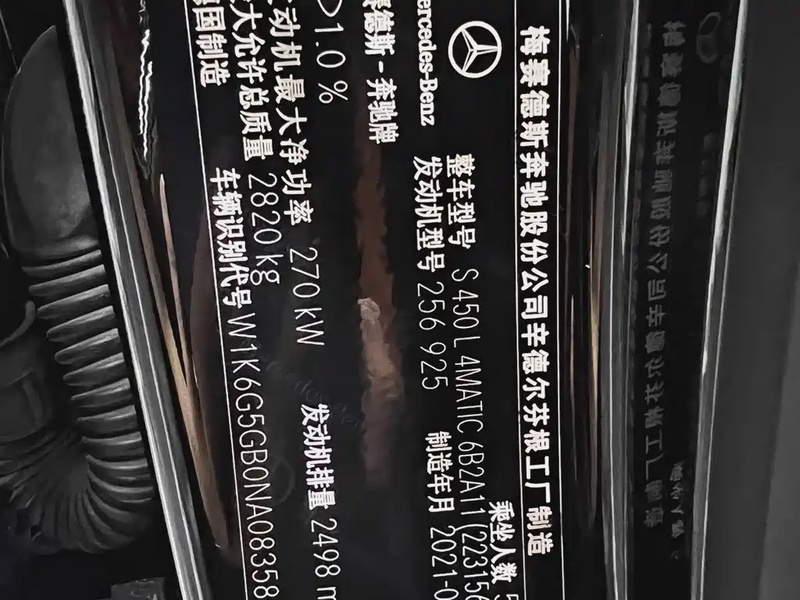 梅赛德斯奔驰股份公司辛德尔芬根工厂 制造
乘坐人数 5
Mercedes-Benz
整车型号 S 450 L 4MATIC 6B2A11 (223156
发动机型号 256 925 制造年月 2021-0
德斯 - 奔驰牌
1.0 %
发动机最大净功率 270 kW 发动机排量 2498 m
大允许总质量 2820 kg
国制造 车辆识别代号 W1K6G5GB0NA08358